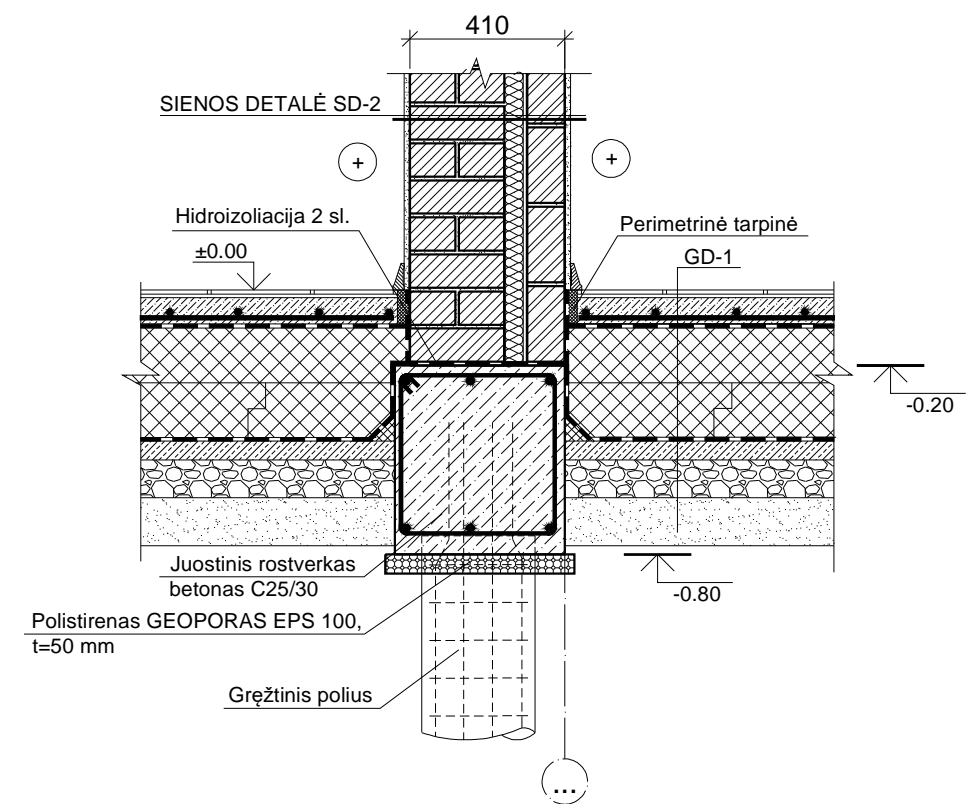 410
SIENOS DETALĖ SD-2
+
+
Hidroizoliacija 2 sl.
Perimetrinė tarpinė
±0.00
GD-1
-0.20
Juostinis rostverkas
betonas C25/30
-0.80
Polistirenas GEOPORAS EPS 100,
t=50 mm
Gręžtinis polius
...